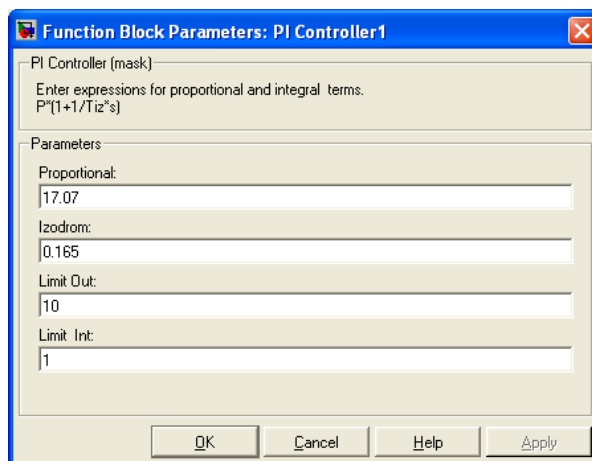 Function Block Parameters: PI Controller1
PI Controller (mask)
Enter expressions for proportional and integral terms.
P*(1+1/Tiz*s)
Parameters
Proportional:
17.07
Izodrom:
0.165
Limit Out:
10
Limit Int:
1
OK Cancel Help Apply